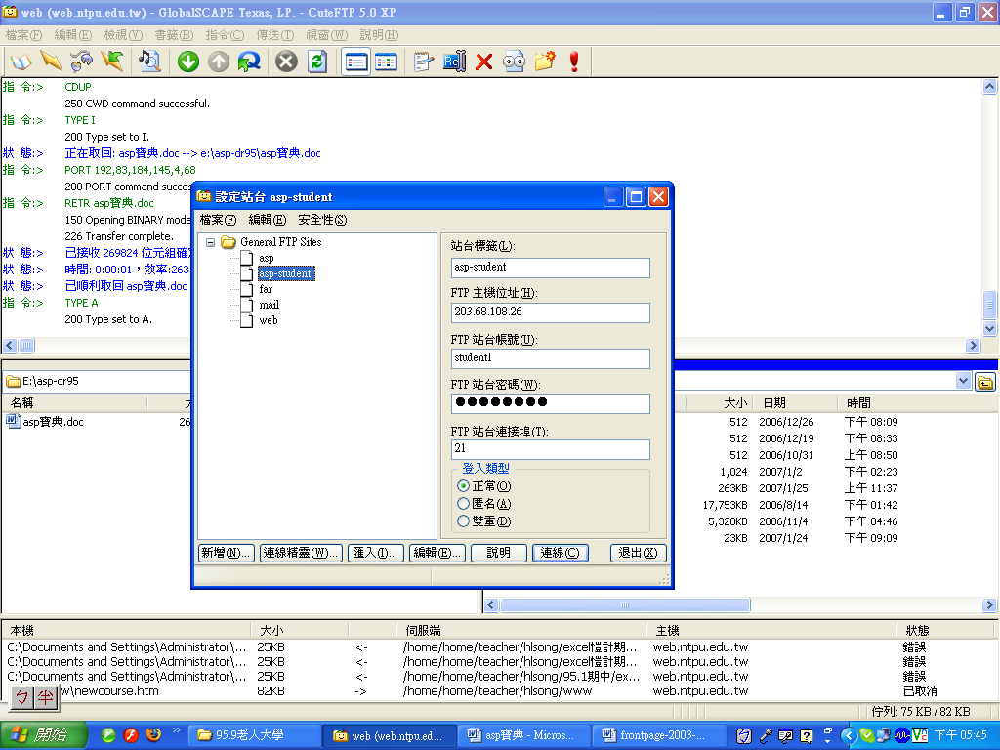 web (web.ntpu.edu.tw) - GlobalSCAPE Texas, LP. - CuteFTP 5.0 XP
檔案(F) 編輯(E) 檢視(V) 書籤(B) 指令(C) 傳送(T) 視窗(W) 說明(H)
指 令:> CDUP
250 CWD command successful.
指 令:> TYPE I
200 Type set to I.
狀 態:> 正在取回: asp寶典.doc --> e:\asp-dr95\asp寶典.doc
指 令:> PORT 192,83,184,145,4,68
200 PORT command succes
指 令:> RETR asp寶典.doc
150 Opening BINARY mode
226 Transfer complete.
狀 態:> 已接收 269824 位元組確
狀 態:> 時間: 0:00:01，效率:263
狀 態:> 已順利取回 asp寶典.doc
指 令:> TYPE A
200 Type set to A.
設定站台 asp-student
檔案(F) 編輯(E) 安全性(S)
General FTP Sites
asp
asp-student
far
mail
web
站台標籤(L):
asp-student
FTP 主機位址(H):
203.68.108.26
FTP 站台帳號(U):
student1
FTP 站台密碼(W):
●●●●●●●●
FTP 站台連接埠(T):
21
登入類型
正常(O)
匿名(A)
雙重(D)
新增(N)... 連線精靈(W)... 匯入(I)... 編輯(E)... 說明 連線(C) 退出(X)
E:\asp-dr95
名稱
asp寶典.doc 26
大小 日期 時間
512 2006/12/26 下午 08:09
512 2006/12/19 下午 08:33
512 2006/10/31 上午 08:50
1,024 2007/1/2 下午 02:23
263KB 2007/1/25 上午 11:37
17,753KB 2006/8/14 下午 01:42
5,320KB 2006/11/4 下午 04:46
23KB 2007/1/24 下午 09:09
本機 大小 伺服端 主機 狀態
C:\Documents and Settings\Administrator\... 25KB <- /home/home/teacher/hlsong/excel愷計期... web.ntpu.edu.tw 錯誤
C:\Documents and Settings\Administrator\... 25KB <- /home/home/teacher/hlsong/excel愷計期... web.ntpu.edu.tw 錯誤
C:\Documents and Settings\Administrator\... 25KB <- /home/home/teacher/hlsong/95.1期中/ex... web.ntpu.edu.tw 錯誤
w\newcourse.htm 82KB -> /home/home/teacher/hlsong/www web.ntpu.edu.tw 已取消
ㄅ 半
佇列: 75 KB / 82 KB
開始 95.9老人大學 web (web.ntpu.ed... asp寶典 - Micros... frontpage-2003-... 下午 05:45